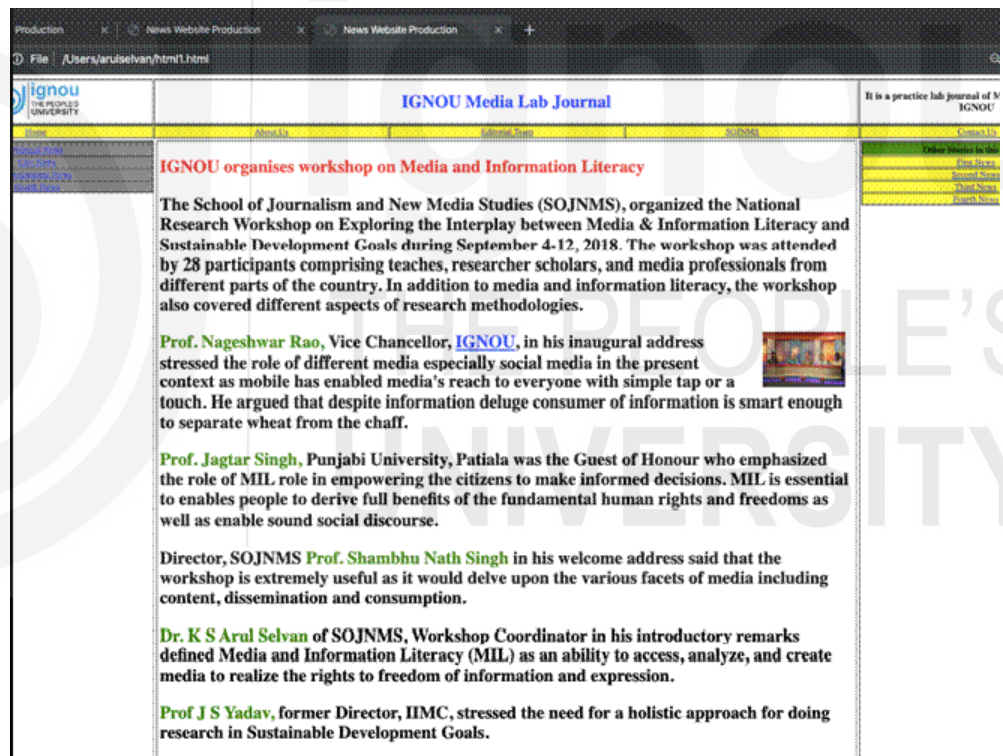 Production
News Website Production
News Website Production
File /Users/arulselvan/html1.html
ignou
THE PEOPLE'S
UNIVERSITY
IGNOU Media Lab Journal
It is a practice lab journal of M
IGNOU
Home
About Us
Editorial Team
SOJNMS
Contact Us
Other Stories in this
First News
Second News
Third News
Fourth News
IGNOU organises workshop on Media and Information Literacy
The School of Journalism and New Media Studies (SOJNMS), organized the National
Research Workshop on Exploring the Interplay between Media & Information Literacy and
Sustainable Development Goals during September 4-12, 2018. The workshop was attended
by 28 participants comprising teaches, researcher scholars, and media professionals from
different parts of the country. In addition to media and information literacy, the workshop
also covered different aspects of research methodologies.
Prof. Nageshwar Rao, Vice Chancellor, IGNOU, in his inaugural address
stressed the role of different media especially social media in the present
context as mobile has enabled media's reach to everyone with simple tap or a
touch. He argued that despite information deluge consumer of information is smart enough
to separate wheat from the chaff.
Prof. Jagtar Singh, Punjabi University, Patiala was the Guest of Honour who emphasized
the role of MIL role in empowering the citizens to make informed decisions. MIL is essential
to enables people to derive full benefits of the fundamental human rights and freedoms as
well as enable sound social discourse.
Director, SOJNMS Prof. Shambhu Nath Singh in his welcome address said that the
workshop is extremely useful as it would delve upon the various facets of media including
content, dissemination and consumption.
Dr. K S Arul Selvan of SOJNMS, Workshop Coordinator in his introductory remarks
defined Media and Information Literacy (MIL) as an ability to access, analyze, and create
media to realize the rights to freedom of information and expression.
Prof J S Yadav, former Director, IIMC, stressed the need for a holistic approach for doing
research in Sustainable Development Goals.
THE PEOPLE'S
UNIVERSITY